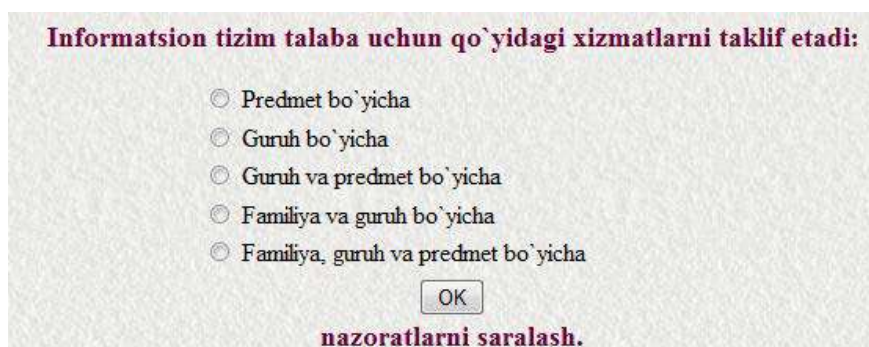 Informatsion tizim talaba uchun qo`yidagi xizmatlarni taklif etadi:
Predmet bo`yicha
Guruh bo`yicha
Guruh va predmet bo`yicha
Familiya va guruh bo`yicha
Familiya, guruh va predmet bo`yicha
OK
nazoratlarni saralash.